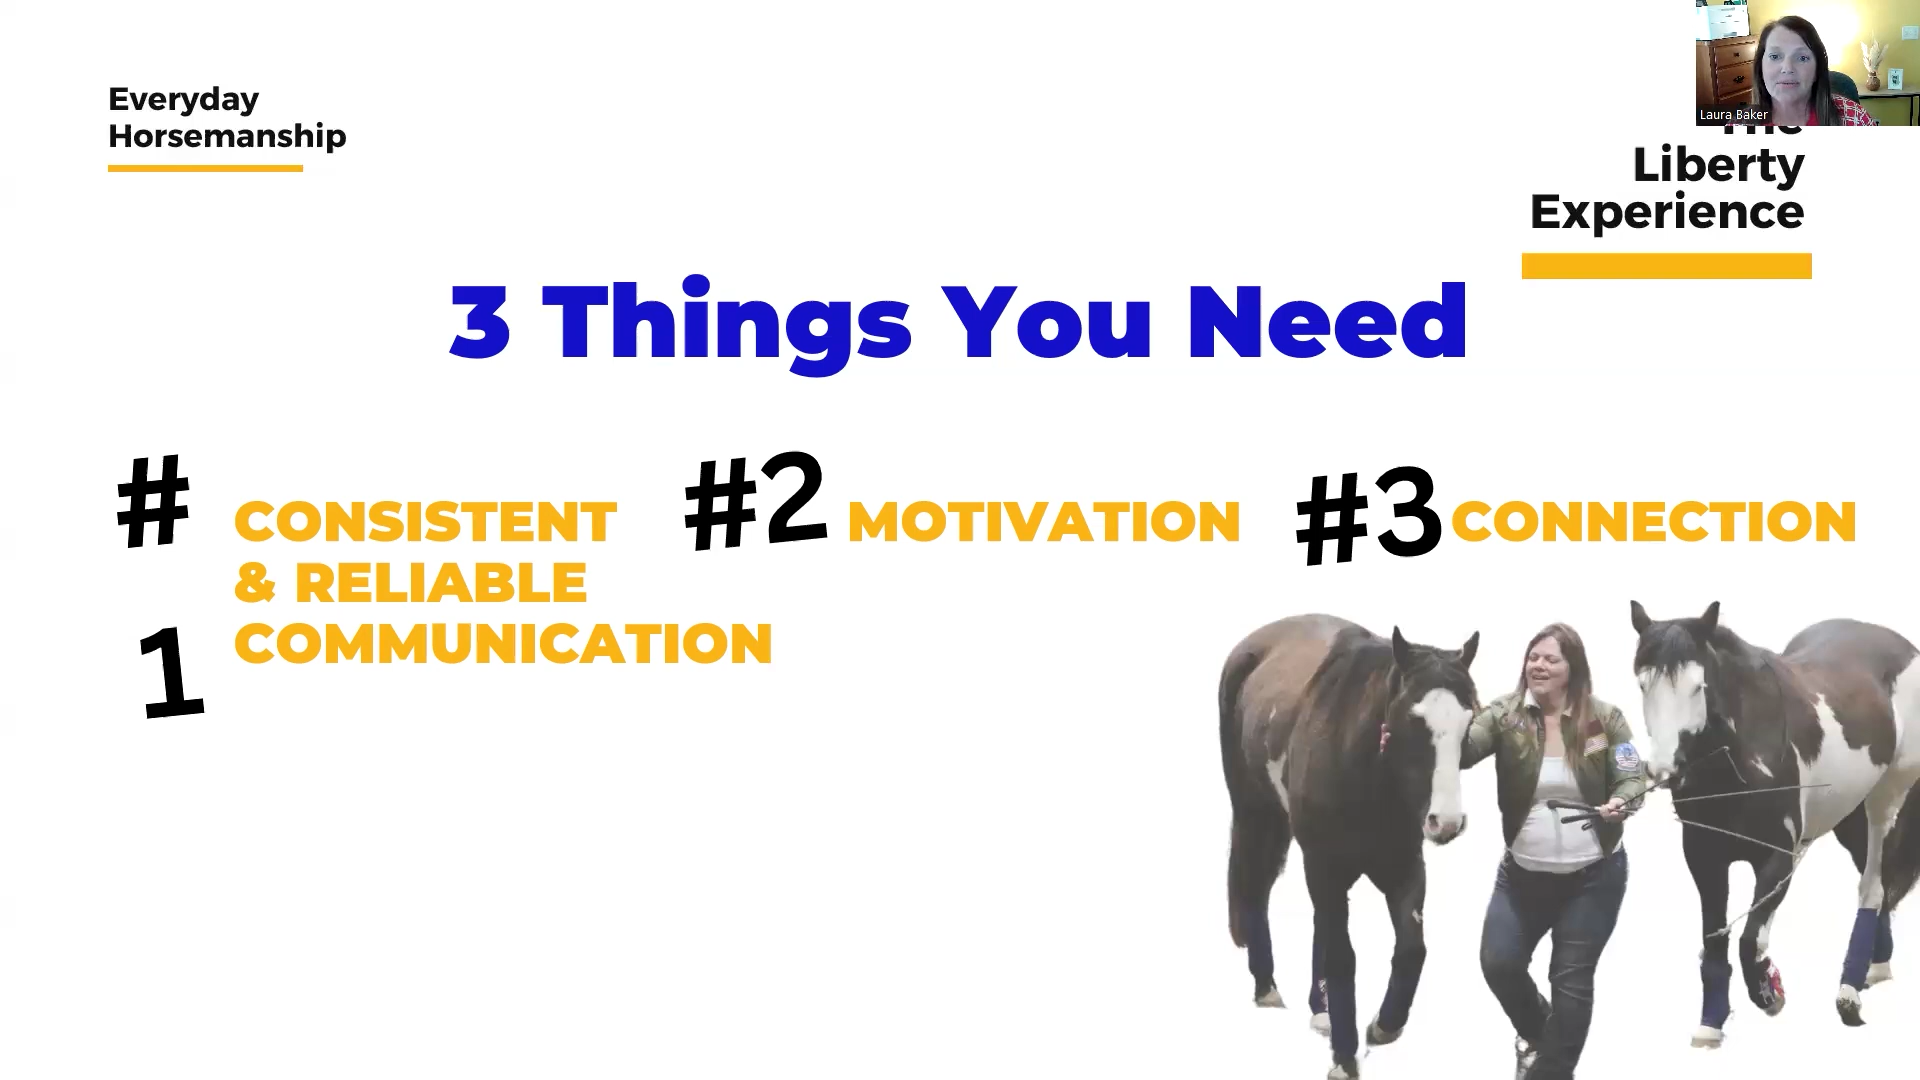 Everyday
Horsemanship
Laura Baker
Liberty
Experience
3 Things You Need
#
1
CONSISTENT
& RELIABLE
COMMUNICATION
#2
MOTIVATION
#3
CONNECTION